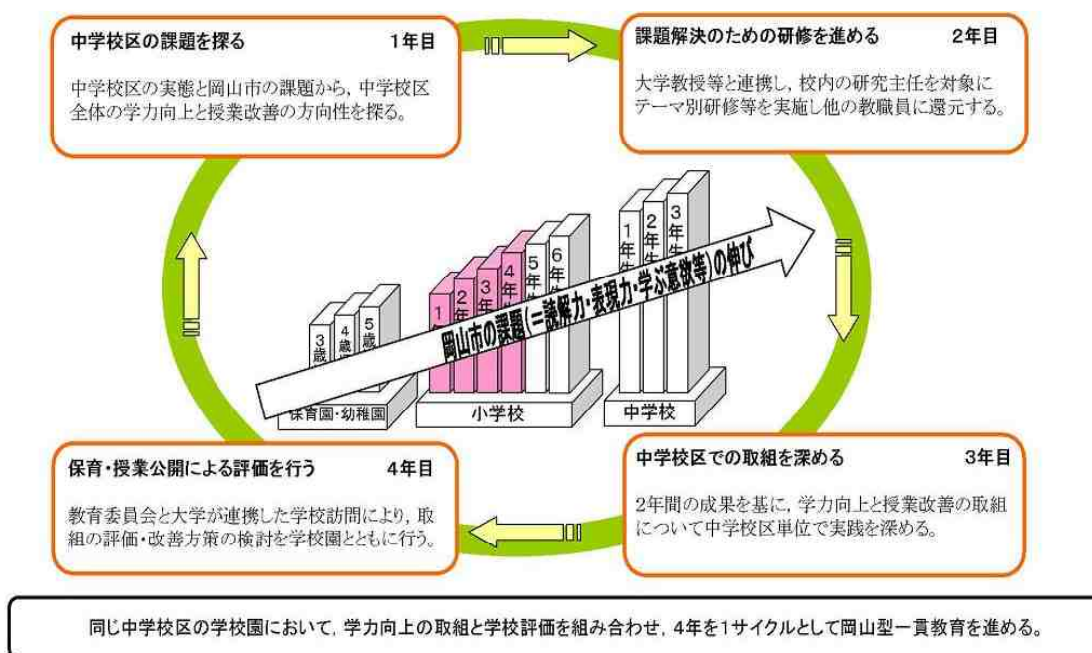 中学校区の課題を探る 1年目
中学校区の実態と岡山市の課題から, 中学校区
全体の学力向上と授業改善の方向性を探る。
課題解決のための研修を進める 2年目
大学教授等と連携し, 校内の研究主任を対象に
テーマ別研修等を実施し他の教職員に還元する。
3歳
4歳
5歳
保育園・幼稚園
1年
2年
3年
4年生
5年生
6年生
小学校
1年生
2年生
3年生
中学校
岡山市の課題(=読解力・表現力・学ぶ意欲等)の伸び
中学校区での取組を深める 3年目
2年間の成果を基に, 学力向上と授業改善の取組
について中学校区単位で実践を深める。
保育・授業公開による評価を行う 4年目
教育委員会と大学が連携した学校訪問により, 取
組の評価・改善方策の検討を学校園とともに行う。
同じ中学校区の学校園において, 学力向上の取組と学校評価を組み合わせ, 4年を1サイクルとして岡山型一貫教育を進める。